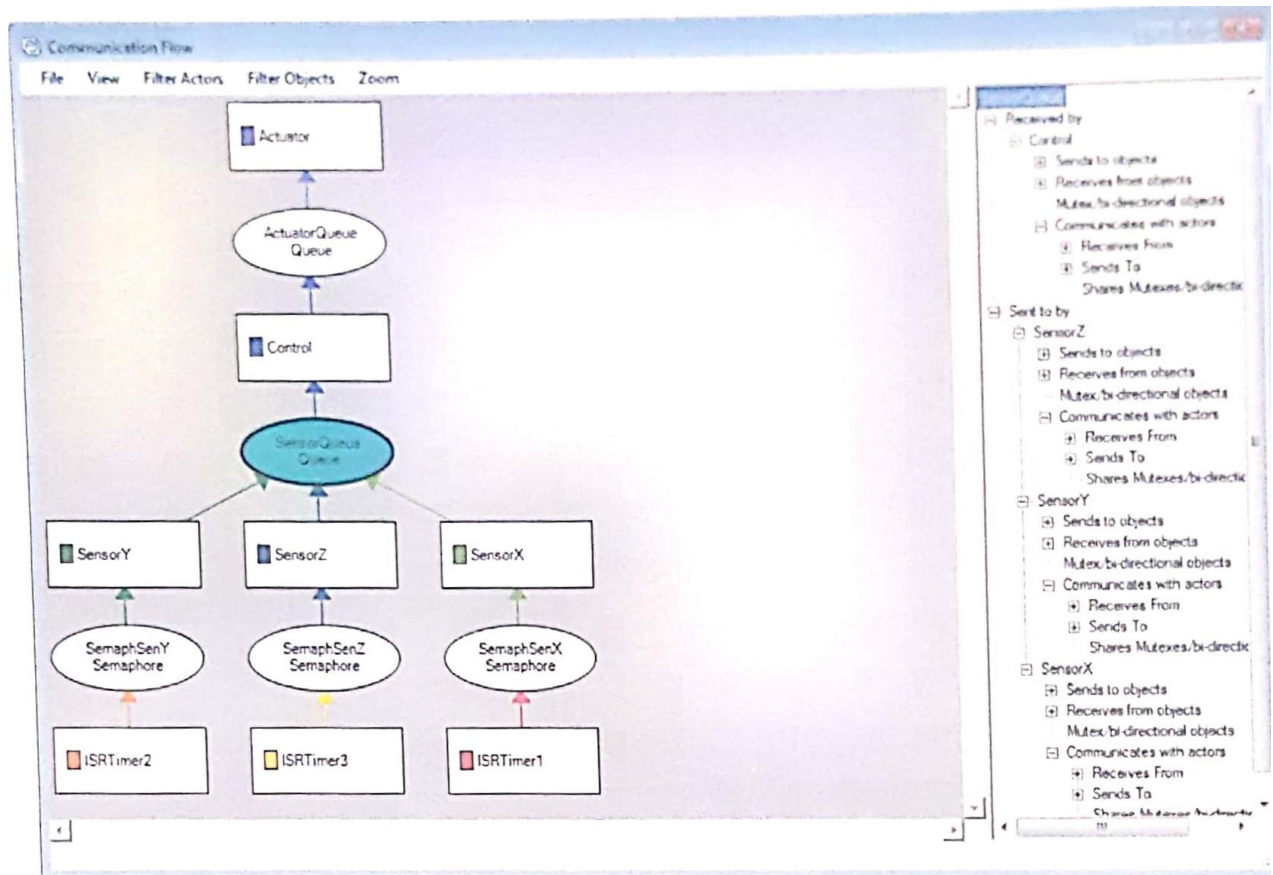 Communication Flow
File View Filter Actors Filter Objects Zoom
Actuator
ActuatorQueue
Queue
Control
SensorQueue
Queue
SensorY
SensorZ
SensorX
SemaphSenY
Semaphore
SemaphSenZ
Semaphore
SemaphSenX
Semaphore
ISRTimer2
ISRTimer3
ISRTimer1
Received by
Control
Sends to objects
Receives from objects
Mutex/bi-directional objects
Communicates with actors
Receives From
Sends To
Shares Mutexes/bi-directic
Sent to by
SensorZ
Sends to objects
Receives from objects
Mutex/bi-directional objects
Communicates with actors
Receives From
Sends To
Shares Mutexes/bi-directic
SensorY
Sends to objects
Receives from objects
Mutex/bi-directional objects
Communicates with actors
Receives From
Sends To
Shares Mutexes/bi-directic
SensorX
Sends to objects
Receives from objects
Mutex/bi-directional objects
Communicates with actors
Receives From
Sends To
Shares Mutexes/bi-directic